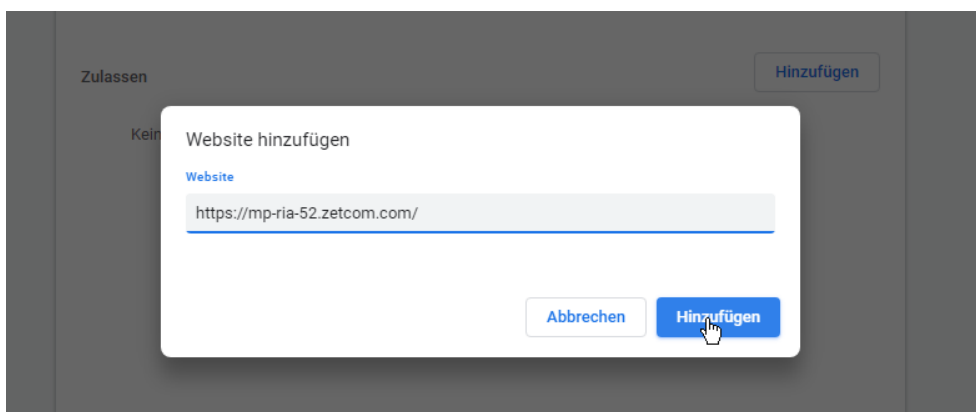 Zulassen
Hinzufügen
Kein
Website hinzufügen
Website
https://mp-ria-52.zetcom.com/
Abbrechen
Hinzufügen